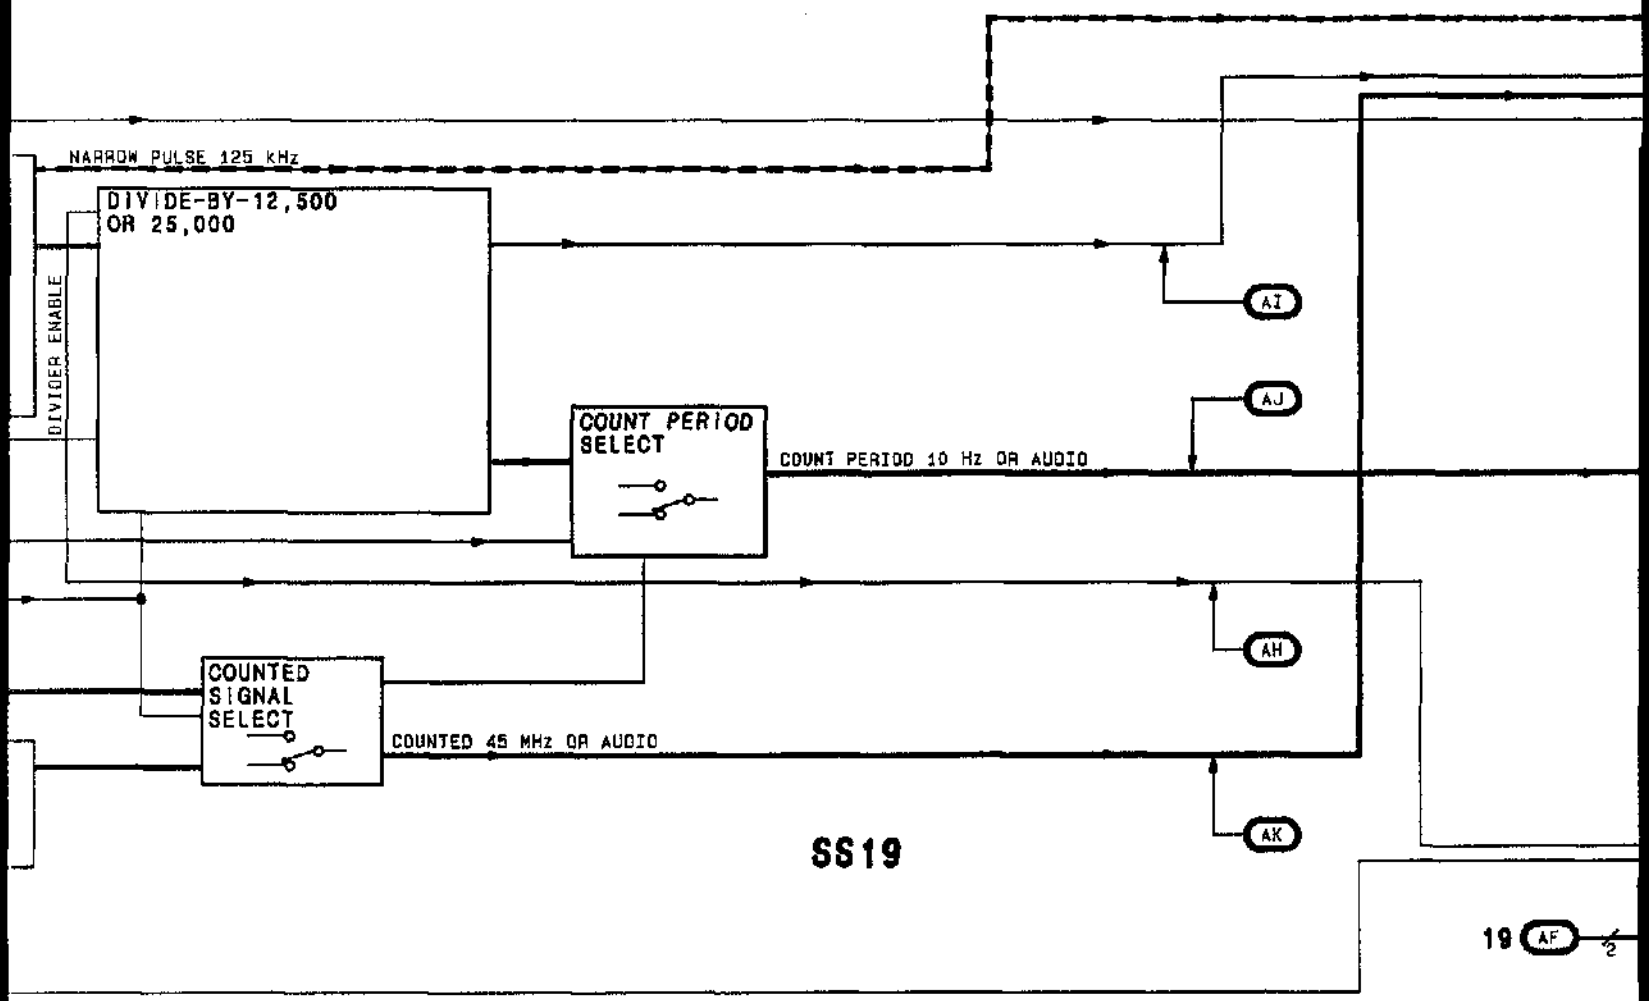 NARROW PULSE 125 kHz
DIVIDE-BY-12,500
OR 25,000
DIVIDER ENABLE
AI
AJ
COUNT PERIOD
SELECT
COUNT PERIOD 10 Hz OR AUDIO
AH
COUNTED
SIGNAL
SELECT
COUNTED 45 MHz OR AUDIO
AK
SS19
19 AF
2